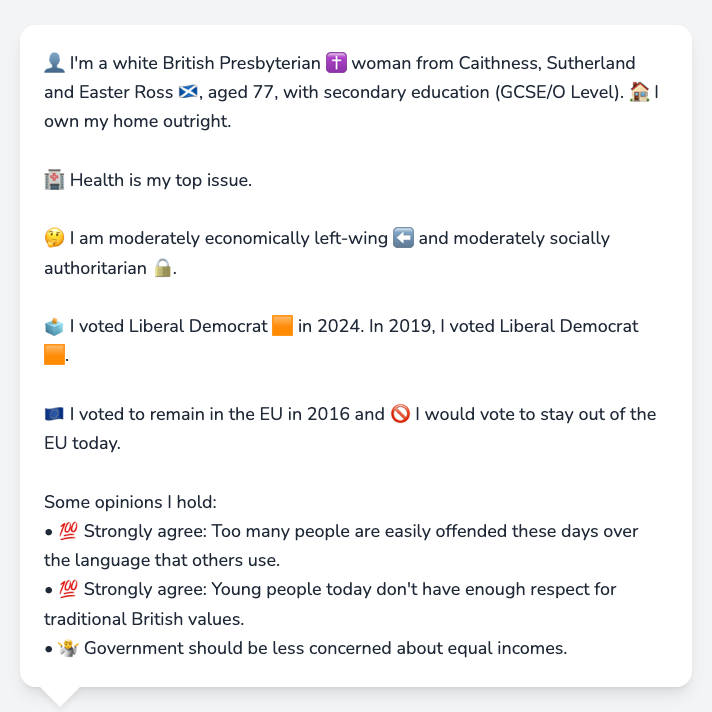 👤 I'm a white British Presbyterian ✝️ woman from Caithness, Sutherland
and Easter Ross 🏴󠁧󠁢󠁳󠁣󠁴󠁿, aged 77, with secondary education (GCSE/O Level). 🏠 I
own my home outright.
🏥 Health is my top issue.
🤔 I am moderately economically left-wing ⬅️ and moderately socially
authoritarian 🔒.
🗳️ I voted Liberal Democrat 🟧 in 2024. In 2019, I voted Liberal Democrat
🟧.
🇪🇺 I voted to remain in the EU in 2016 and 🚫 I would vote to stay out of the
EU today.
Some opinions I hold:
• 💯 Strongly agree: Too many people are easily offended these days over
the language that others use.
• 💯 Strongly agree: Young people today don't have enough respect for
traditional British values.
• 🤷‍♀️ Government should be less concerned about equal incomes.